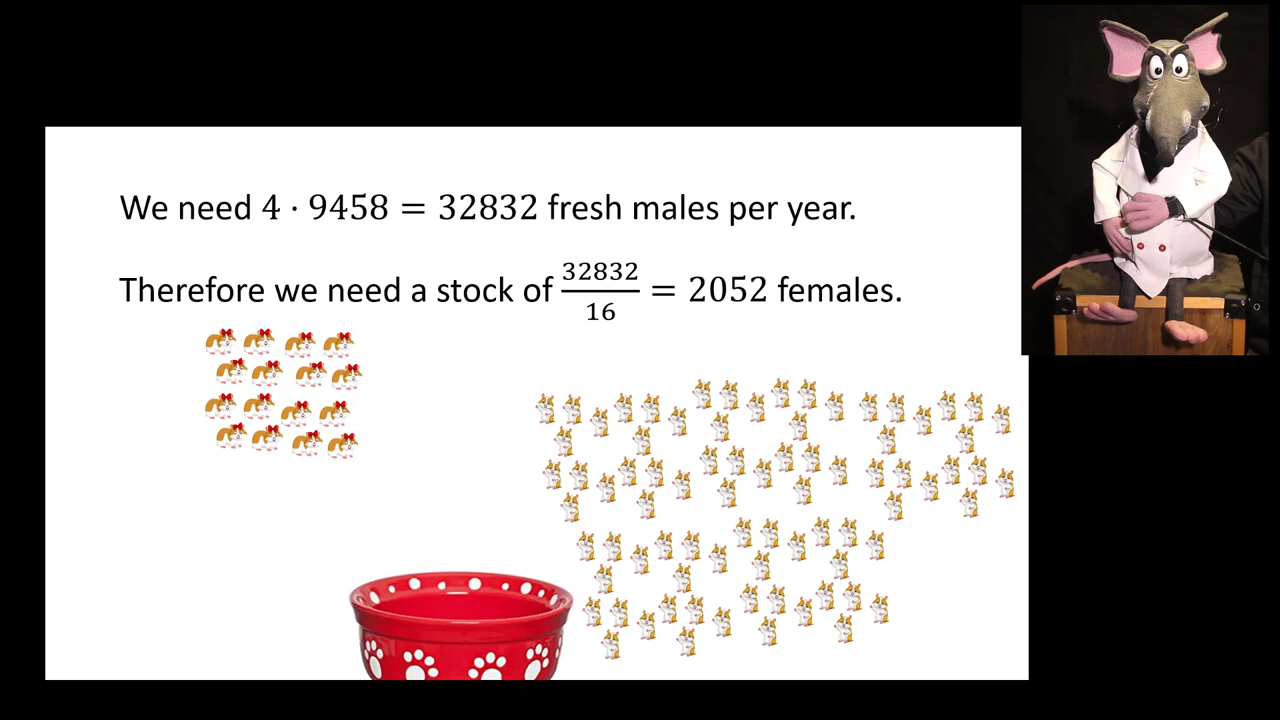 We need 4 · 9458 = 32832 fresh males per year.
Therefore we need a stock of 32832/16 = 2052 females.